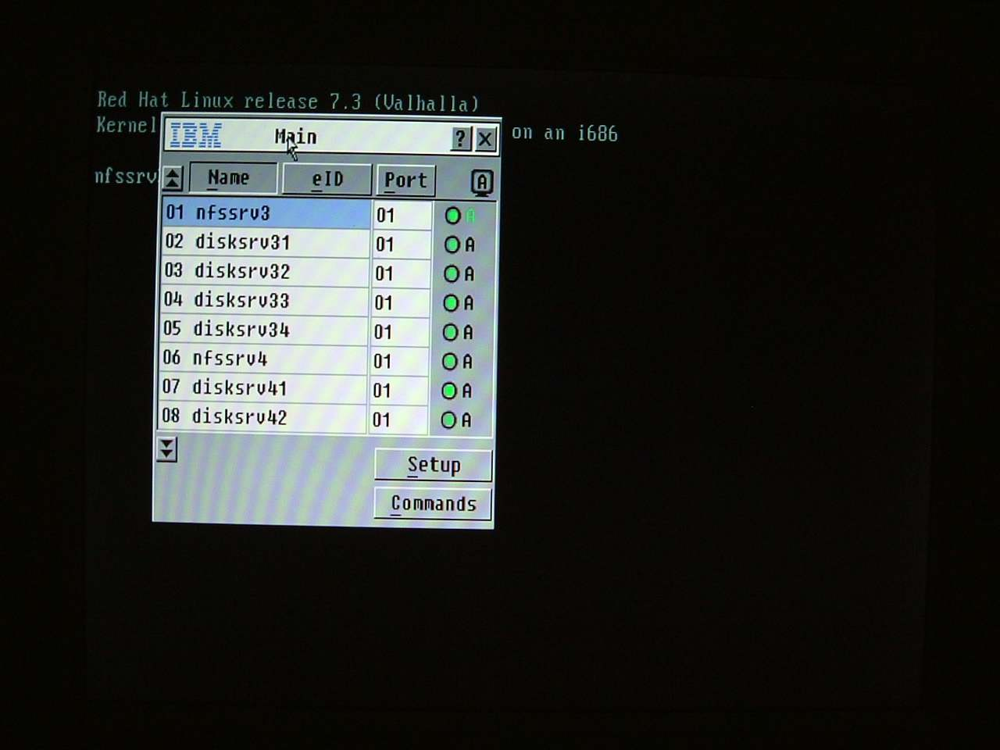 Red Hat Linux release 7.3 (Valhalla)
Kernel on an i686
IBM Main ? X
nfssrv
Name eID Port A
01 nfssrv3 01 A
02 disksrv31 01 A
03 disksrv32 01 A
04 disksrv33 01 A
05 disksrv34 01 A
06 nfssrv4 01 A
07 disksrv41 01 A
08 disksrv42 01 A
Setup
Commands